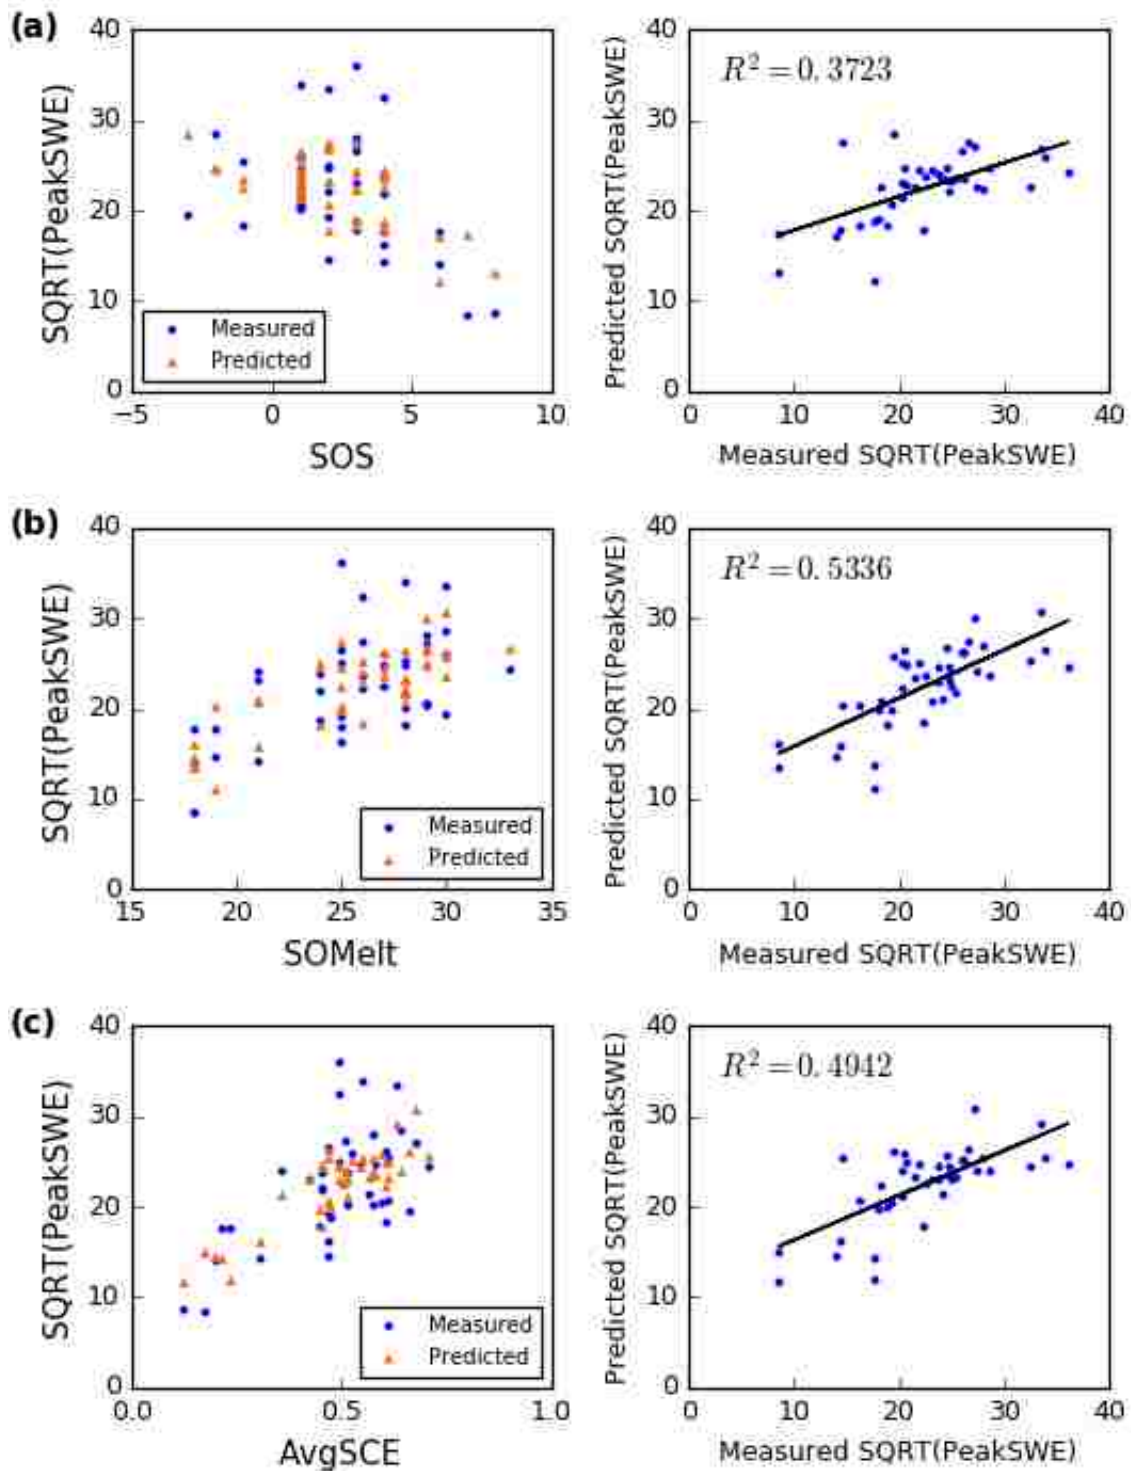 (a)
40
30
20
10
0
SQRT(PeakSWE)
Measured
Predicted
−5 0 5 10
SOS
40
30
20
10
0
Predicted SQRT(PeakSWE)
R² = 0.3723
0 10 20 30 40
Measured SQRT(PeakSWE)
(b)
40
30
20
10
0
SQRT(PeakSWE)
Measured
Predicted
15 20 25 30 35
SOMelt
40
30
20
10
0
Predicted SQRT(PeakSWE)
R² = 0.5336
0 10 20 30 40
Measured SQRT(PeakSWE)
(c)
40
30
20
10
0
SQRT(PeakSWE)
Measured
Predicted
0.0 0.5 1.0
AvgSCE
40
30
20
10
0
Predicted SQRT(PeakSWE)
R² = 0.4942
0 10 20 30 40
Measured SQRT(PeakSWE)